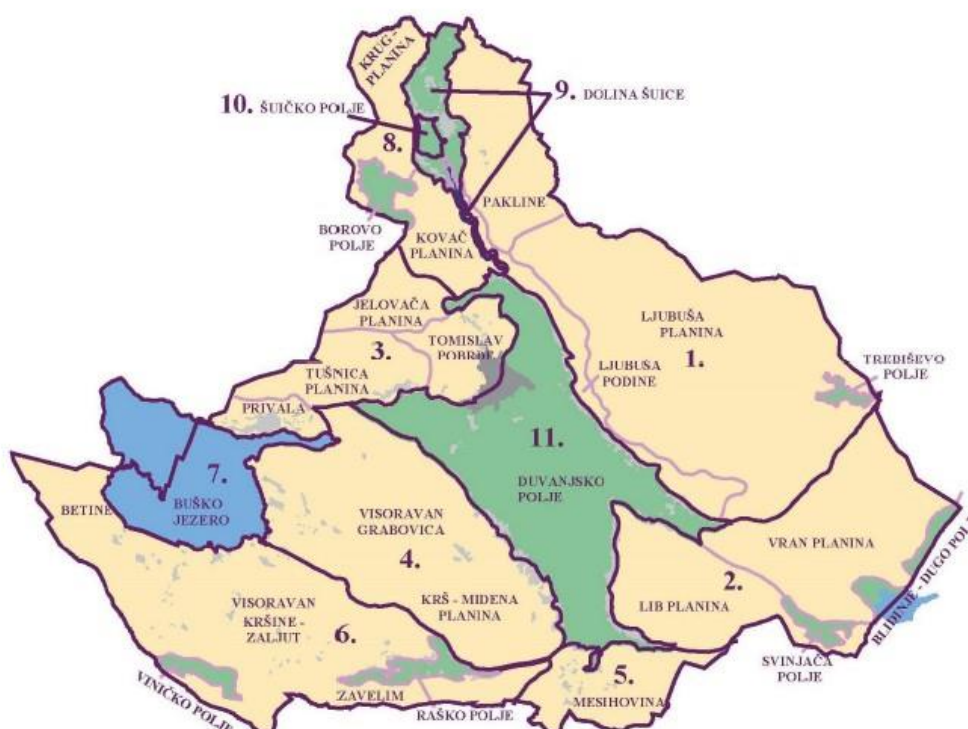 KRUG -
PLANINA
9. DOLINA ŠUICE
10. ŠUIČKO POLJE
8.
PAKLINE
BOROVO
POLJE
KOVAČ
PLANINA
JELOVAČA
PLANINA
LJUBUŠA
PLANINA
1.
TOMISLAV
POBRĐE
3.
LJUBUŠA
PODINE
TREBIŠEVO
POLJE
TUŠNICA
PLANINA
PRIVALA
11.
7.
DUVANJSKO
POLJE
BETINE
BUŠKO
JEZERO
VISORAVAN
GRABOVICA
4.
VRAN PLANINA
2.
LIB PLANINA
BLIDINJE - DUGO POL
KRŠ - MIDENA
PLANINA
VISORAVAN
KRŠINE-
ZALJUT
6.
SVINJAČA
POLJE
5.
MESIHOVINA
VINIČKO POLJE
ZAVELIM
RAŠKO POLJE